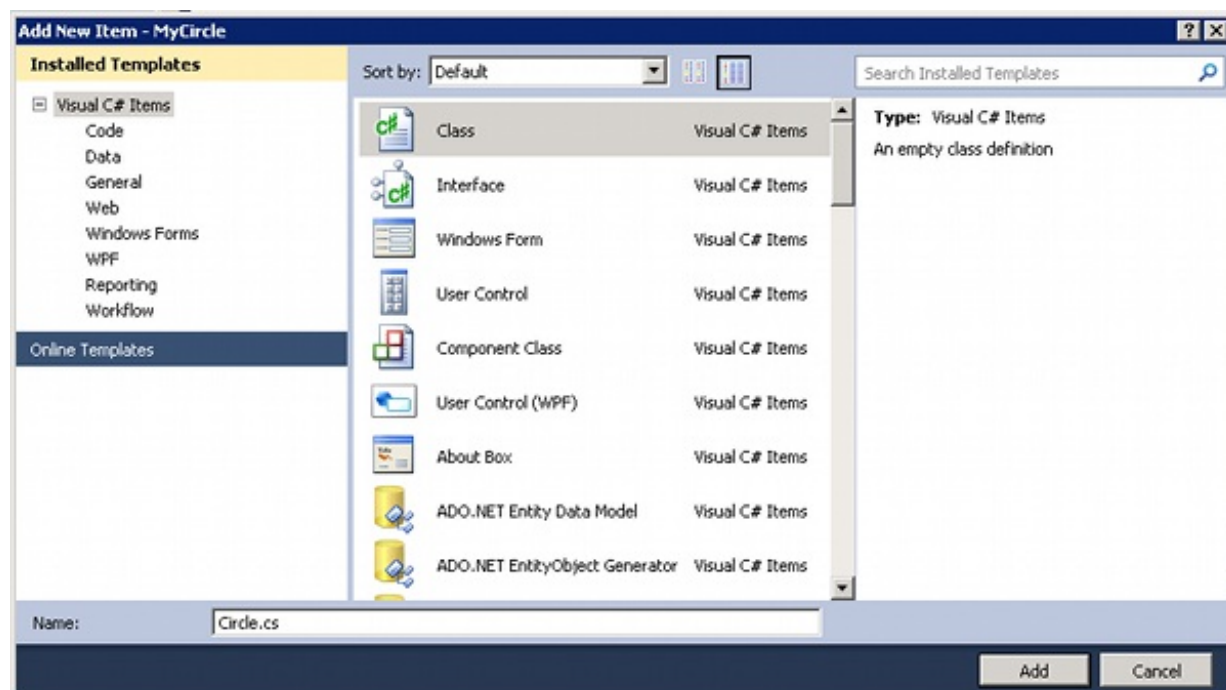 Add New Item - MyCircle
Installed Templates
Visual C# Items
Code
Data
General
Web
Windows Forms
WPF
Reporting
Workflow
Online Templates
Sort by: Default
Class Visual C# Items
Interface Visual C# Items
Windows Form Visual C# Items
User Control Visual C# Items
Component Class Visual C# Items
User Control (WPF) Visual C# Items
About Box Visual C# Items
ADO.NET Entity Data Model Visual C# Items
ADO.NET EntityObject Generator Visual C# Items
Search Installed Templates
Type: Visual C# Items
An empty class definition
Name: Circle.cs
Add Cancel